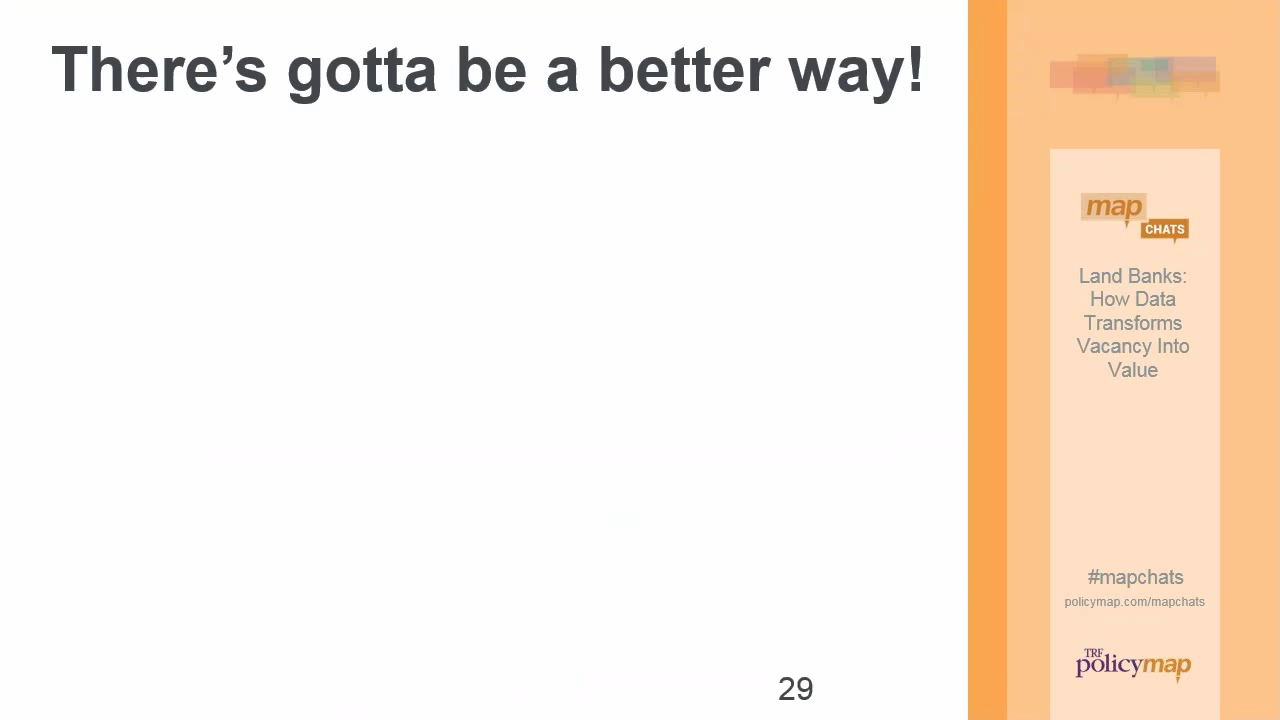 There's gotta be a better way!
map
CHATS
Land Banks:
How Data
Transforms
Vacancy Into
Value
#mapchats
policymap.com/mapchats
TRF
policymap
29